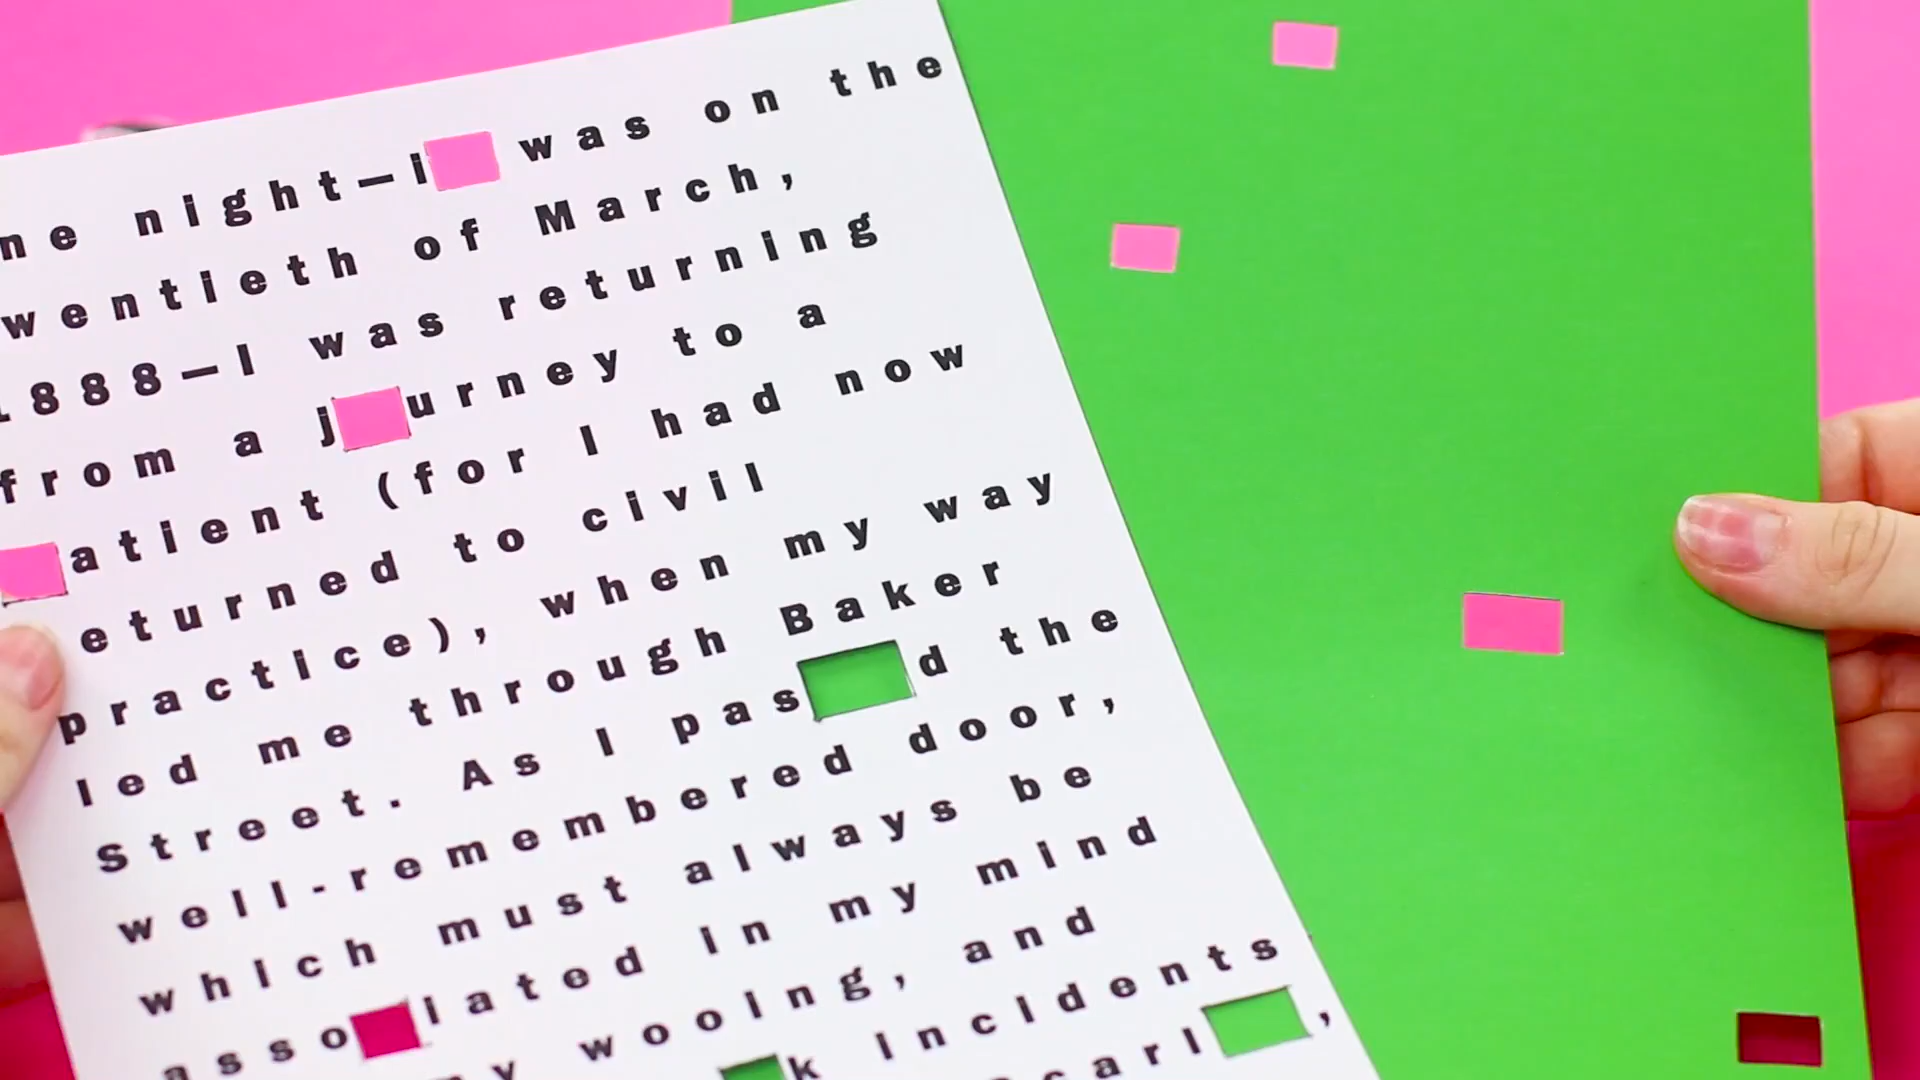 ne night—i was on the
wentieth of March,
1888—I was returning
from a j urney to a
atient (for I had now
eturned to civil
practice), when my way
led me through Baker
Street. As I pas d the
well-remembered door,
which must always be
asso iated in my mind
y wooing, and
k incidents
carl ,